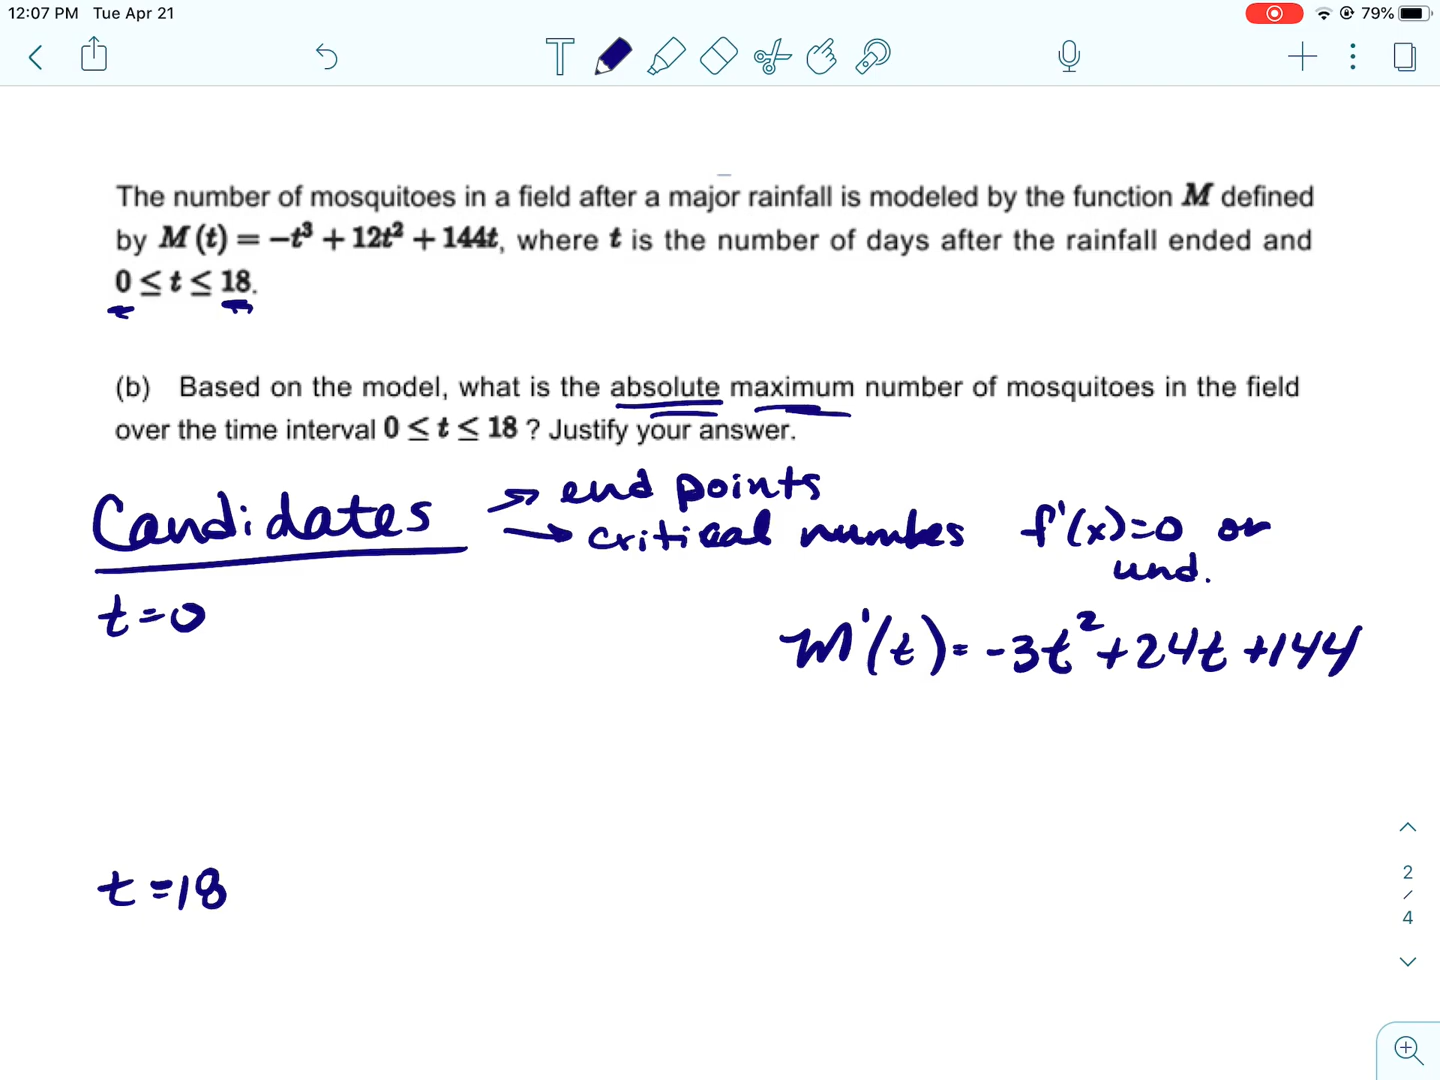 12:07 PM Tue Apr 21
79%
T
The number of mosquitoes in a field after a major rainfall is modeled by the function M defined
by M (t) = −t³ + 12t² + 144t, where t is the number of days after the rainfall ended and
0 ≤ t ≤ 18.
(b) Based on the model, what is the absolute maximum number of mosquitoes in the field
over the time interval 0 ≤ t ≤ 18 ? Justify your answer.
Candidates → end points
→ critical numbes f'(x)=0 or
und.
t=0
M'(t)= -3t²+24t+144
t=18
2
/
4